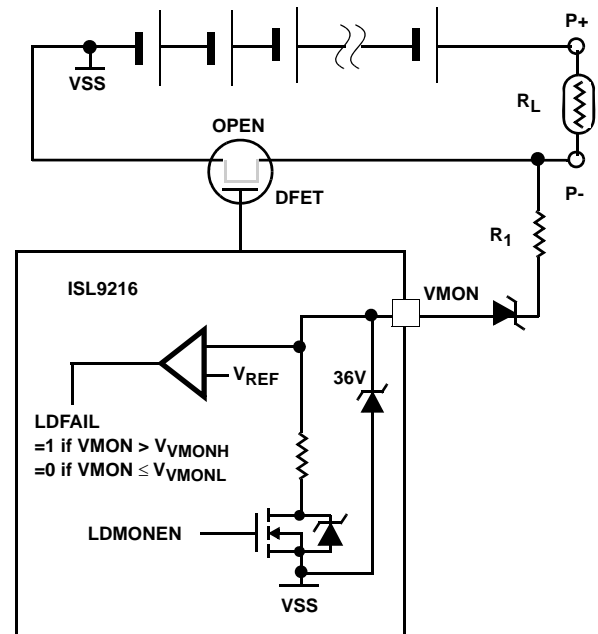 P+
VSS
RL
OPEN
DFET
P-
R1
ISL9216
VMON
VREF
36V
LDFAIL
=1 if VMON > VVMONH
=0 if VMON ≤ VVMONL
LDMONEN
VSS